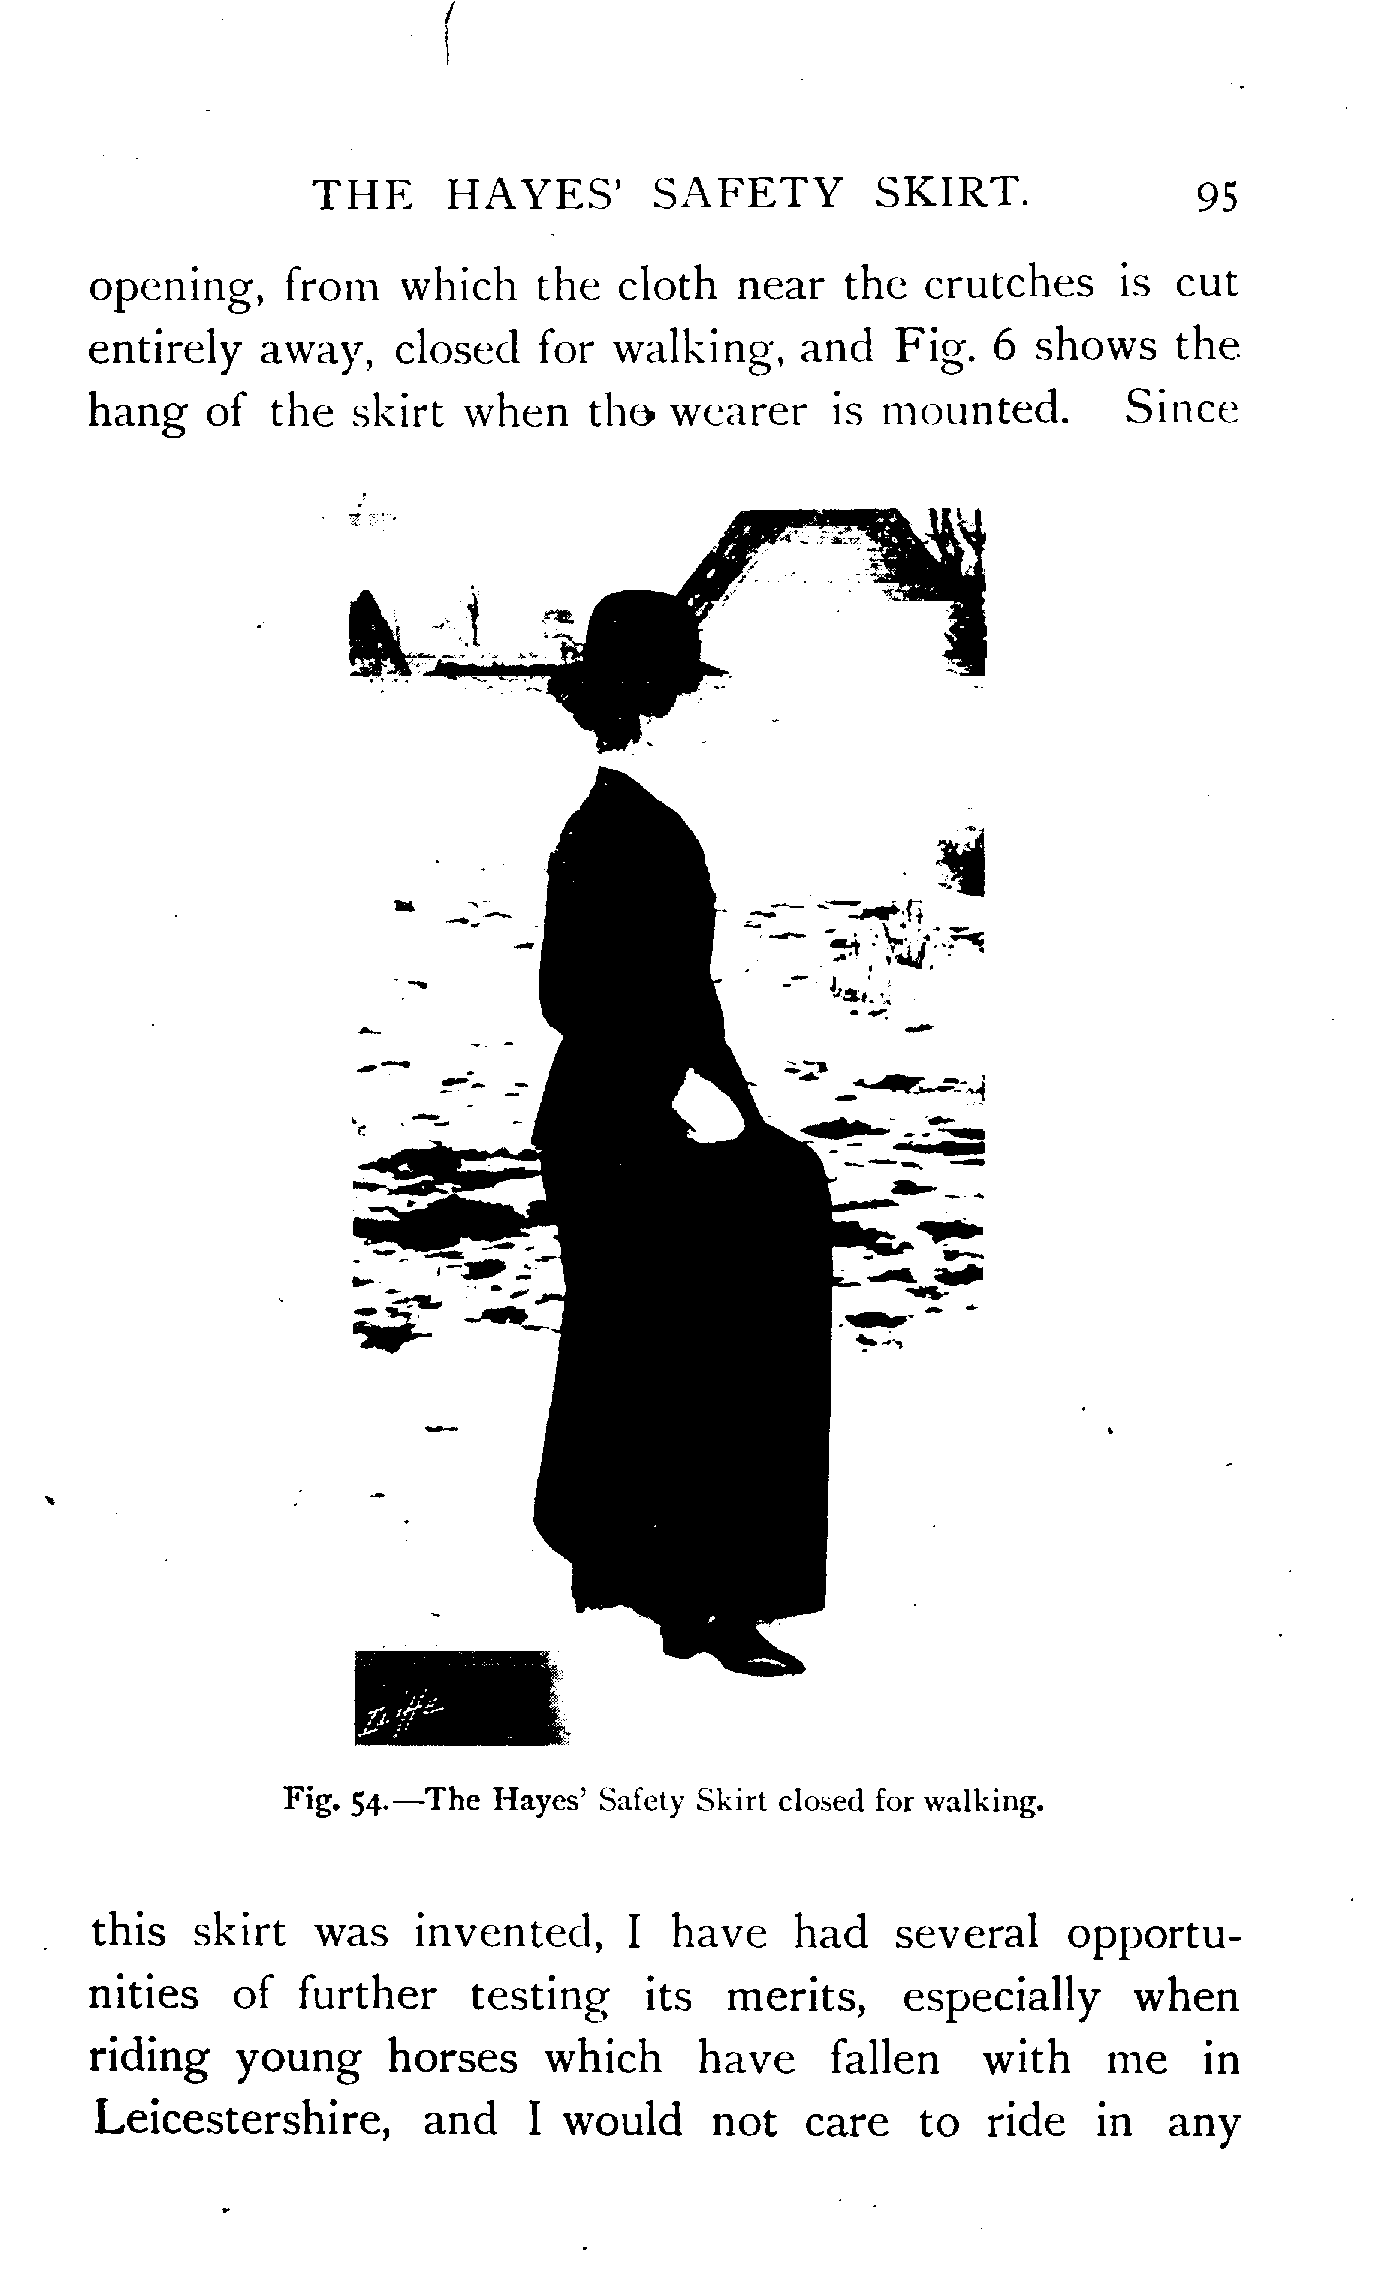 THE HAYES' SAFETY SKIRT. 95
opening, from which the cloth near the crutches is cut
entirely away, closed for walking, and Fig. 6 shows the
hang of the skirt when the wearer is mounted. Since
Fig. 54.—The Hayes' Safety Skirt closed for walking.
this skirt was invented, I have had several opportu-
nities of further testing its merits, especially when
riding young horses which have fallen with me in
Leicestershire, and I would not care to ride in any